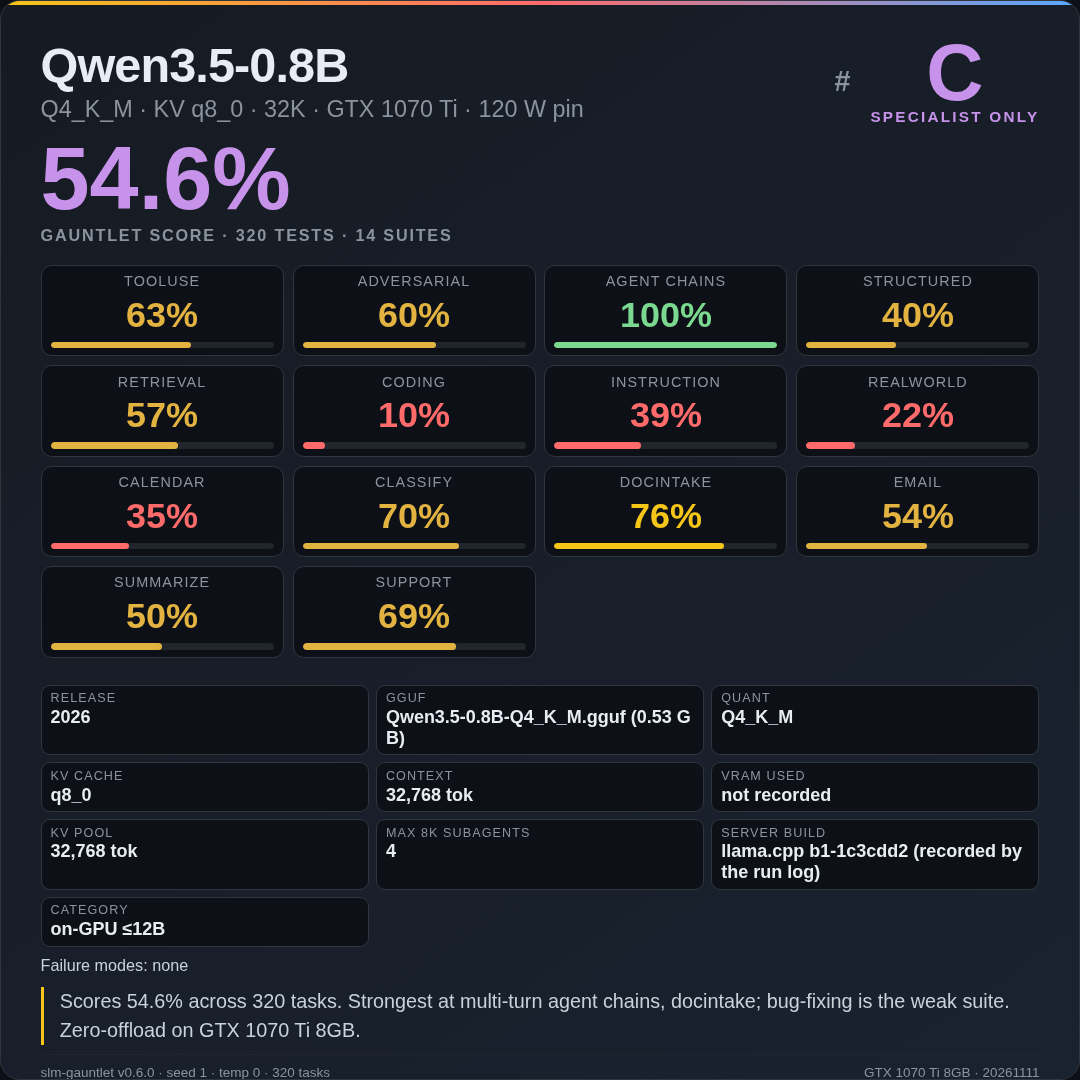 Qwen3.5-0.8B
Q4_K_M · KV q8_0 · 32K · GTX 1070 Ti · 120 W pin
#
C
SPECIALIST ONLY
54.6%
GAUNTLET SCORE · 320 TESTS · 14 SUITES
TOOLUSE
63%
ADVERSARIAL
60%
AGENT CHAINS
100%
STRUCTURED
40%
RETRIEVAL
57%
CODING
10%
INSTRUCTION
39%
REALWORLD
22%
CALENDAR
35%
CLASSIFY
70%
DOCINTAKE
76%
EMAIL
54%
SUMMARIZE
50%
SUPPORT
69%
RELEASE
2026
GGUF
Qwen3.5-0.8B-Q4_K_M.gguf (0.53 G
B)
QUANT
Q4_K_M
KV CACHE
q8_0
CONTEXT
32,768 tok
VRAM USED
not recorded
KV POOL
32,768 tok
MAX 8K SUBAGENTS
4
SERVER BUILD
llama.cpp b1-1c3cdd2 (recorded by
the run log)
CATEGORY
on-GPU ≤12B
Failure modes: none
Scores 54.6% across 320 tasks. Strongest at multi-turn agent chains, docintake; bug-fixing is the weak suite.
Zero-offload on GTX 1070 Ti 8GB.
slm-gauntlet v0.6.0 · seed 1 · temp 0 · 320 tasks
GTX 1070 Ti 8GB · 20261111